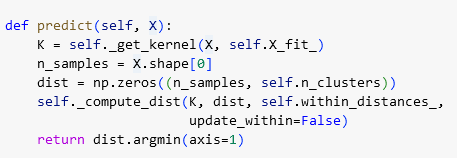 def predict(self, X):
    K = self._get_kernel(X, self.X_fit_)
    n_samples = X.shape[0]
    dist = np.zeros((n_samples, self.n_clusters))
    self._compute_dist(K, dist, self.within_distances_,
                       update_within=False)
    return dist.argmin(axis=1)